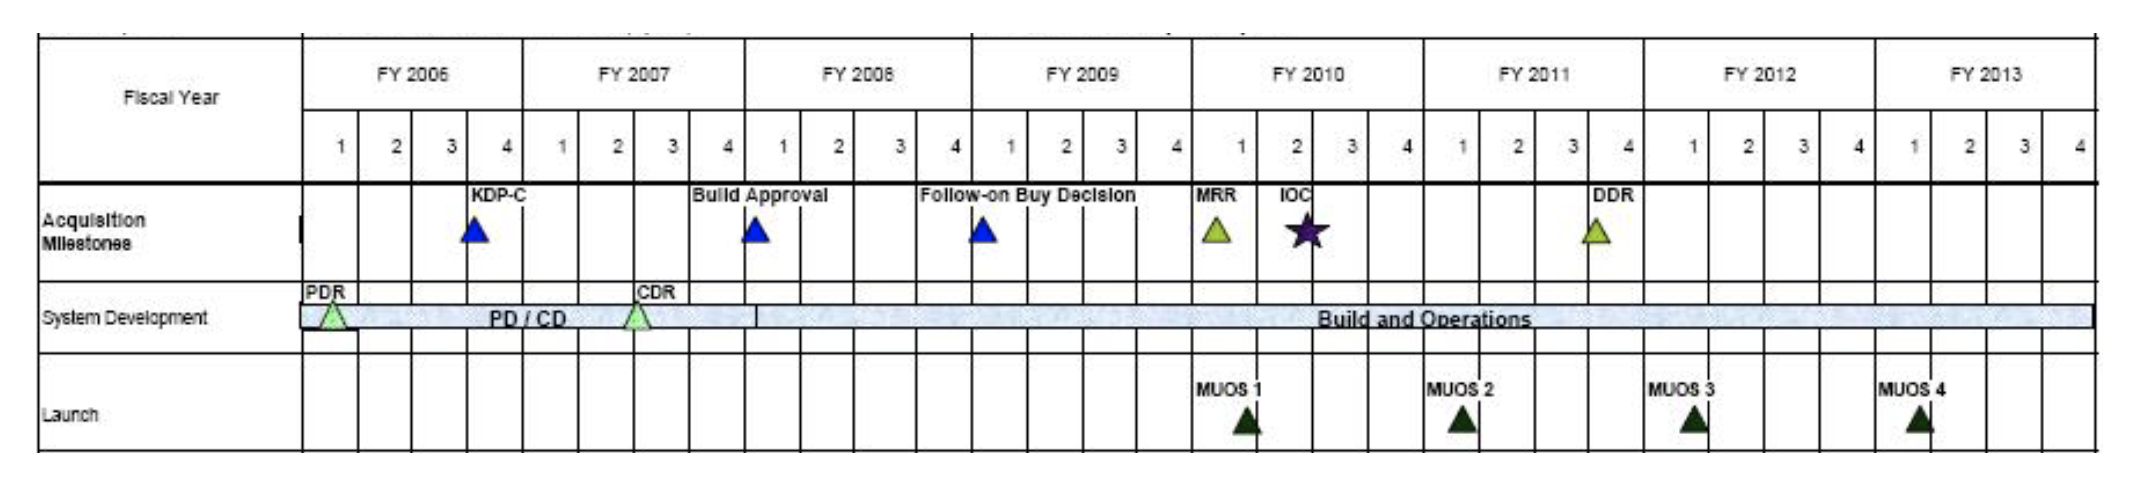 Fiscal Year
FY 2006 FY 2007 FY 2008 FY 2009 FY 2010 FY 2011 FY 2012 FY 2013
1 2 3 4 1 2 3 4 1 2 3 4 1 2 3 4 1 2 3 4 1 2 3 4 1 2 3 4 1 2 3 4
Acquisition
Milestones
KDP-C Build Approval Follow-on Buy Decision MRR IOC DDR
PDR CDR
System Development PD / CD Build and Operations
MUOS 1 MUOS 2 MUOS 3 MUOS 4
Launch